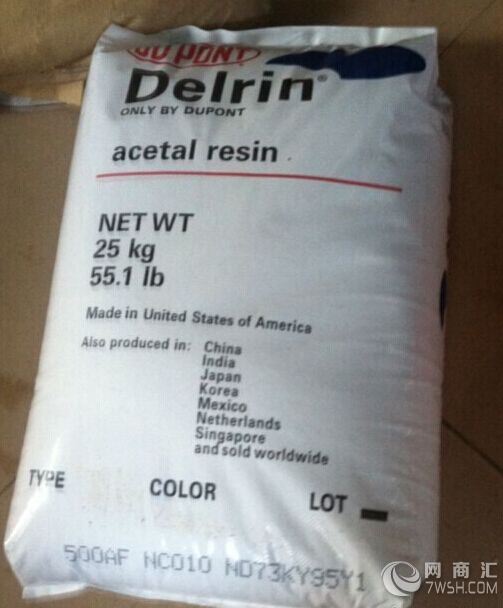 DU PONT
Delrin®
ONLY BY DUPONT
acetal resin
NET WT
25 kg
55.1 lb
Made in United States of America
Also produced in: China
India
Japan
Korea
Mexico
Netherlands
Singapore
and sold worldwide
TYPE COLOR LOT
500AF NC010 ND73KY95Y1
网商汇
7WSH.COM